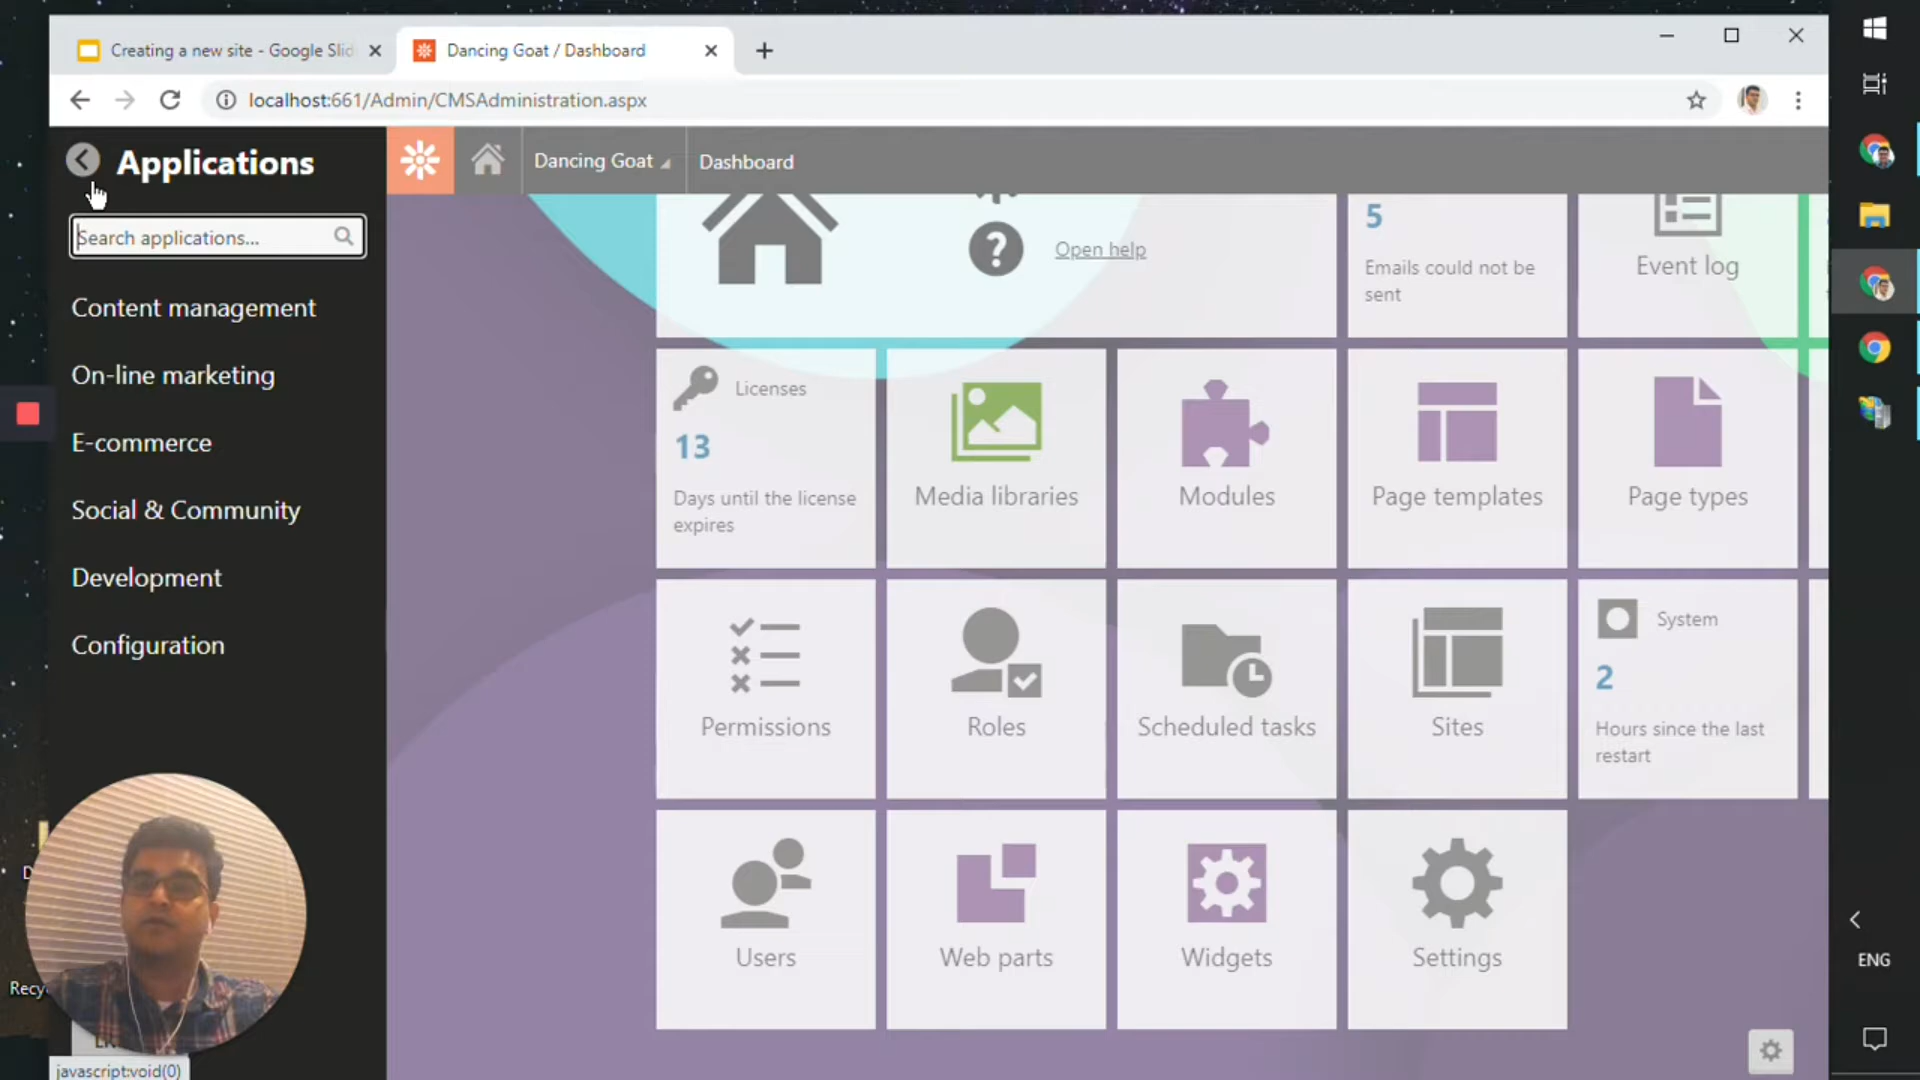 Creating a new site - Google Slid
Dancing Goat / Dashboard
localhost:661/Admin/CMSAdministration.aspx
Applications
Dancing Goat
Dashboard
Search applications...
Content management
On-line marketing
E-commerce
Social & Community
Development
Configuration
Open help
5
Emails could not be
sent
Event log
Licenses
13
Days until the license
expires
Media libraries
Modules
Page templates
Page types
Permissions
Roles
Scheduled tasks
Sites
System
2
Hours since the last
restart
Users
Web parts
Widgets
Settings
Recy
ENG
javascript:void(0)